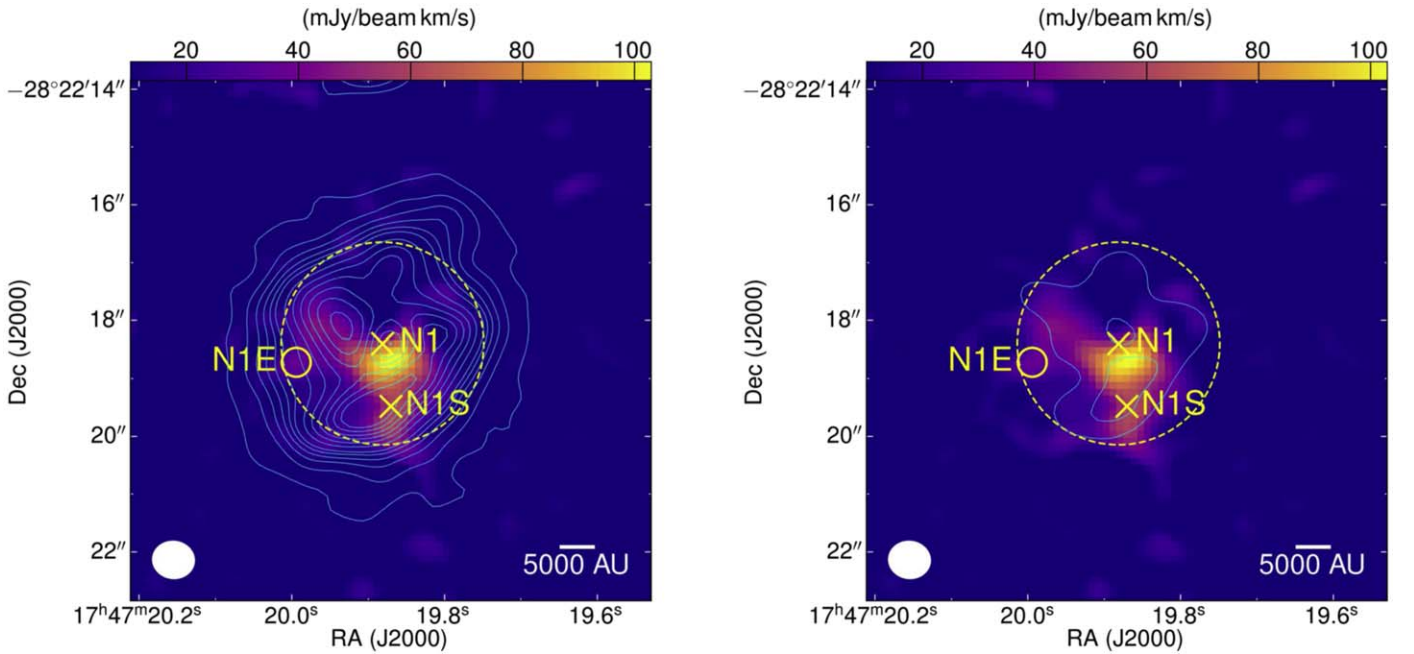 (mJy/beam km/s)
20 40 60 80 100
−28°22′14″
16″
18″
20″
22″
Dec (J2000)
N1
N1E
N1S
5000 AU
17ʰ47ᵐ20.2ˢ 20.0ˢ 19.8ˢ 19.6ˢ
RA (J2000)
(mJy/beam km/s)
20 40 60 80 100
−28°22′14″
16″
18″
20″
22″
Dec (J2000)
N1
N1E
N1S
5000 AU
17ʰ47ᵐ20.2ˢ 20.0ˢ 19.8ˢ 19.6ˢ
RA (J2000)